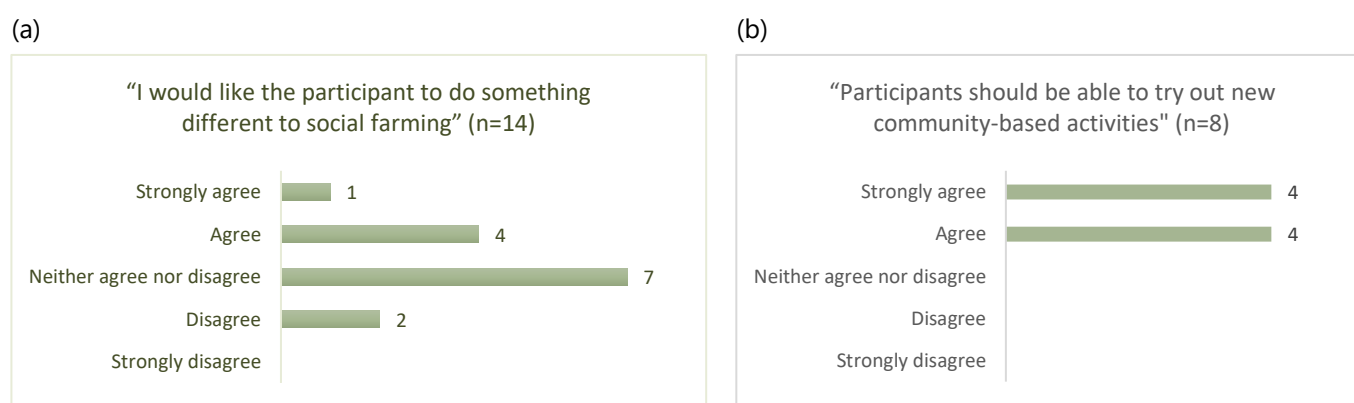 (a)
“I would like the participant to do something
different to social farming” (n=14)
Strongly agree 1
Agree 4
Neither agree nor disagree 7
Disagree 2
Strongly disagree
(b)
“Participants should be able to try out new
community-based activities" (n=8)
Strongly agree 4
Agree 4
Neither agree nor disagree
Disagree
Strongly disagree